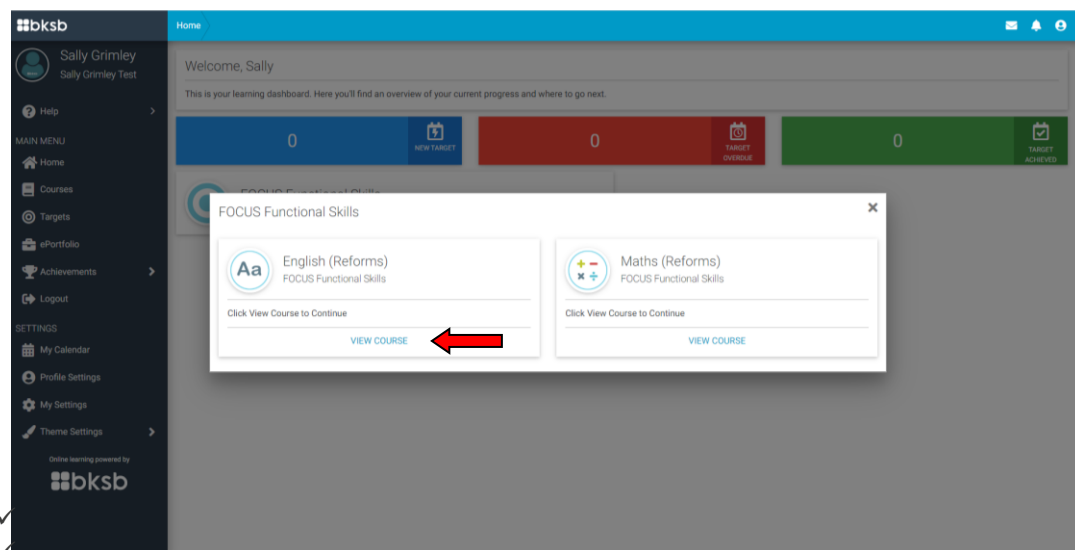 bksb
Home
Sally Grimley
Sally Grimley Test
Help
MAIN MENU
Home
Courses
Targets
ePortfolio
Achievements
Logout
SETTINGS
My Calendar
Profile Settings
My Settings
Theme Settings
Online learning powered by
bksb
Welcome, Sally
This is your learning dashboard. Here you'll find an overview of your current progress and where to go next.
0
NEW TARGET
0
TARGET
OVERDUE
0
TARGET
ACHIEVED
FOCUS Functional Skills
FOCUS Functional Skills
Aa
English (Reforms)
FOCUS Functional Skills
Click View Course to Continue
VIEW COURSE
Maths (Reforms)
FOCUS Functional Skills
Click View Course to Continue
VIEW COURSE